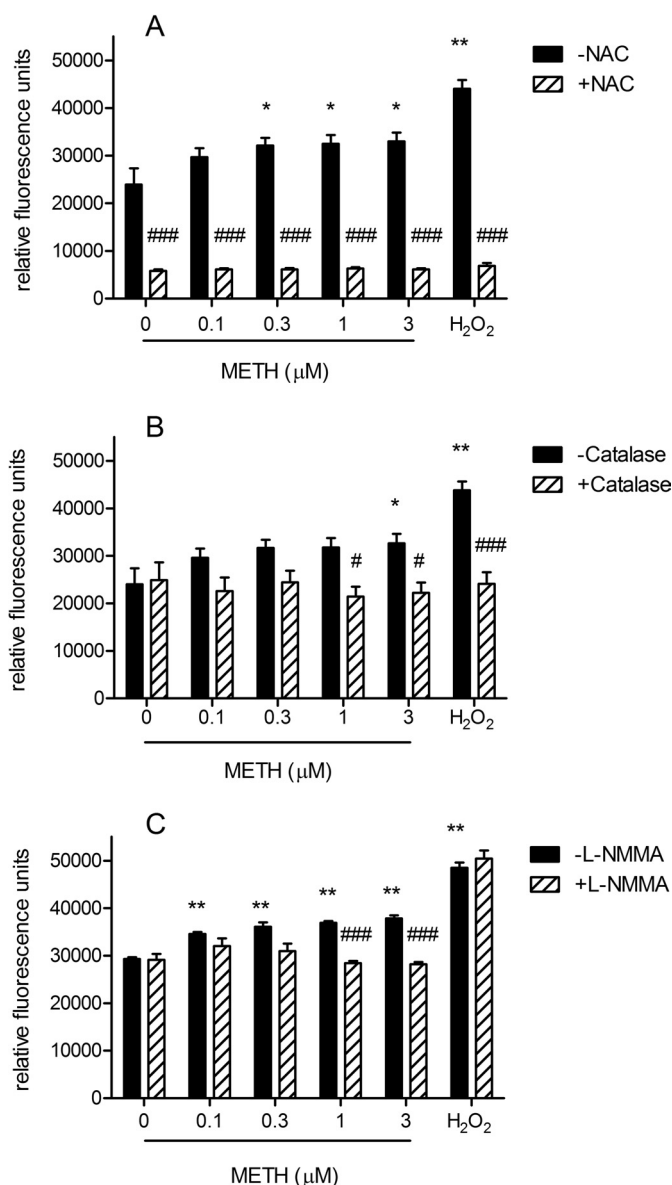 A
relative fluorescence units
50000
40000
30000
20000
10000
0
* * * **
### ### ### ### ### ###
0 0.1 0.3 1 3 H₂O₂
METH (μM)
-NAC
+NAC
B
relative fluorescence units
50000
40000
30000
20000
10000
0
* **
# # ###
0 0.1 0.3 1 3 H₂O₂
METH (μM)
-Catalase
+Catalase
C
relative fluorescence units
50000
40000
30000
20000
10000
0
** ** ** ** **
### ###
0 0.1 0.3 1 3 H₂O₂
METH (μM)
-L-NMMA
+L-NMMA